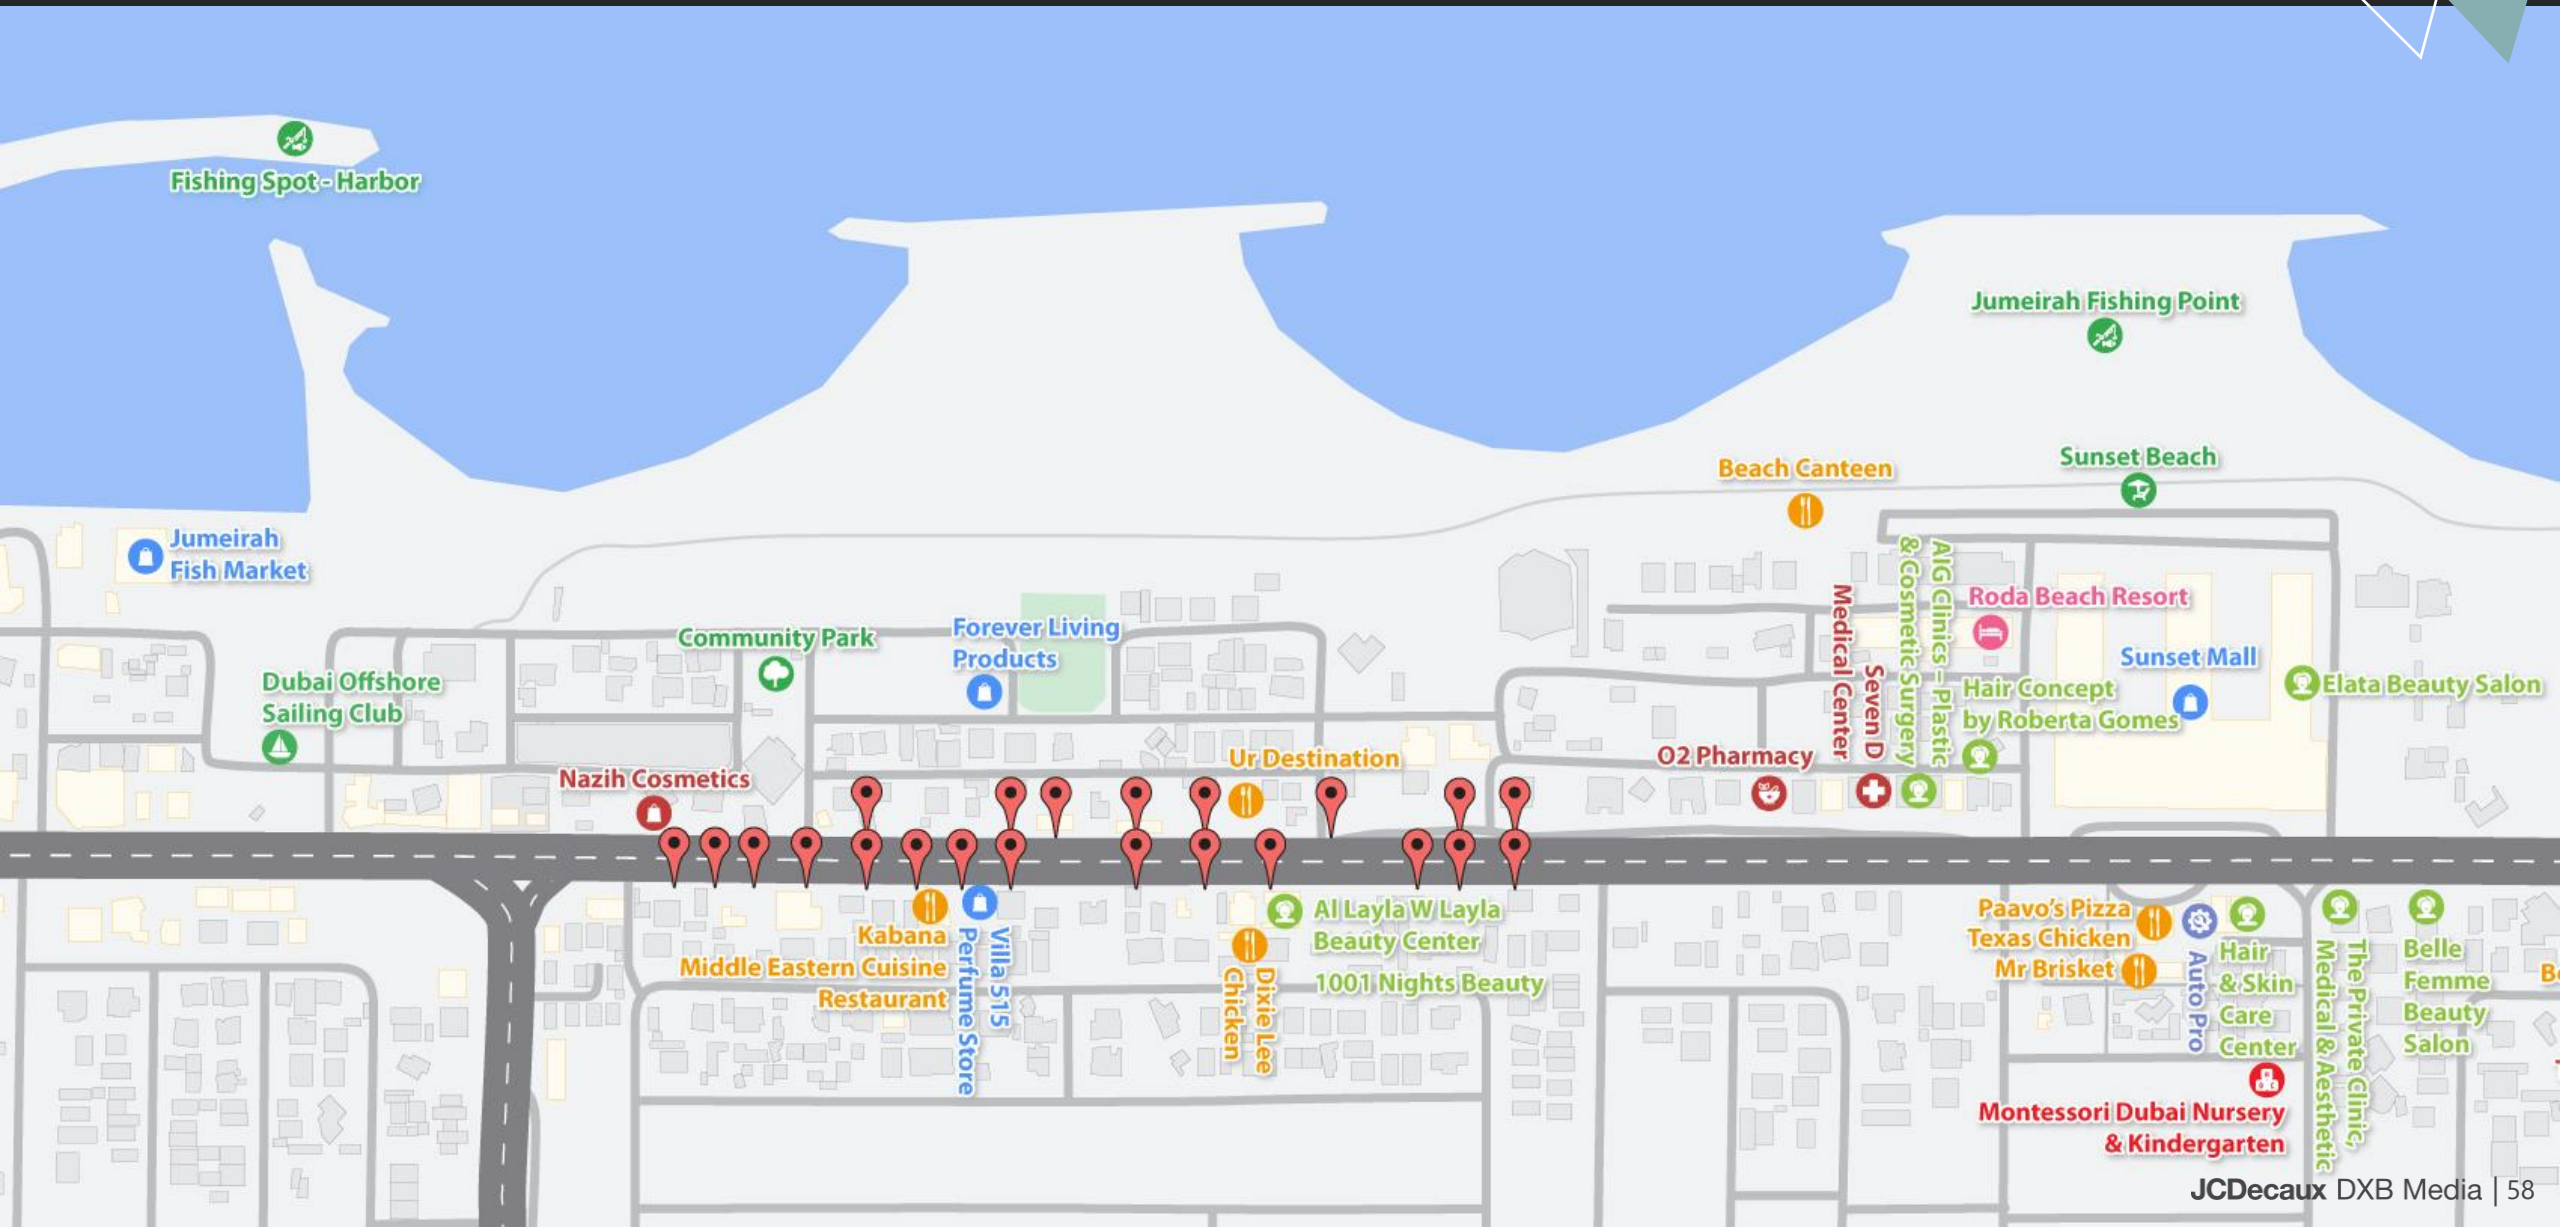 Fishing Spot - Harbor
Jumeirah Fishing Point
Beach Canteen
Sunset Beach
Jumeirah
Fish Market
Dubai Offshore
Sailing Club
Community Park
Forever Living
Products
Nazih Cosmetics
Ur Destination
O2 Pharmacy
Seven D
Medical Center
AIG Clinics – Plastic
& Cosmetic Surgery
Roda Beach Resort
Hair Concept
by Roberta Gomes
Sunset Mall
Elata Beauty Salon
Kabana
Middle Eastern Cuisine
Restaurant
Villa 515
Perfume Store
Dixie Lee
Chicken
Al Layla W Layla
Beauty Center
1001 Nights Beauty
Paavo's Pizza
Texas Chicken
Mr Brisket
Auto Pro
Hair
& Skin
Care
Center
The Private Clinic,
Medical & Aesthetic
Belle
Femme
Beauty
Salon
Montessori Dubai Nursery
& Kindergarten
JCDecaux DXB Media | 58